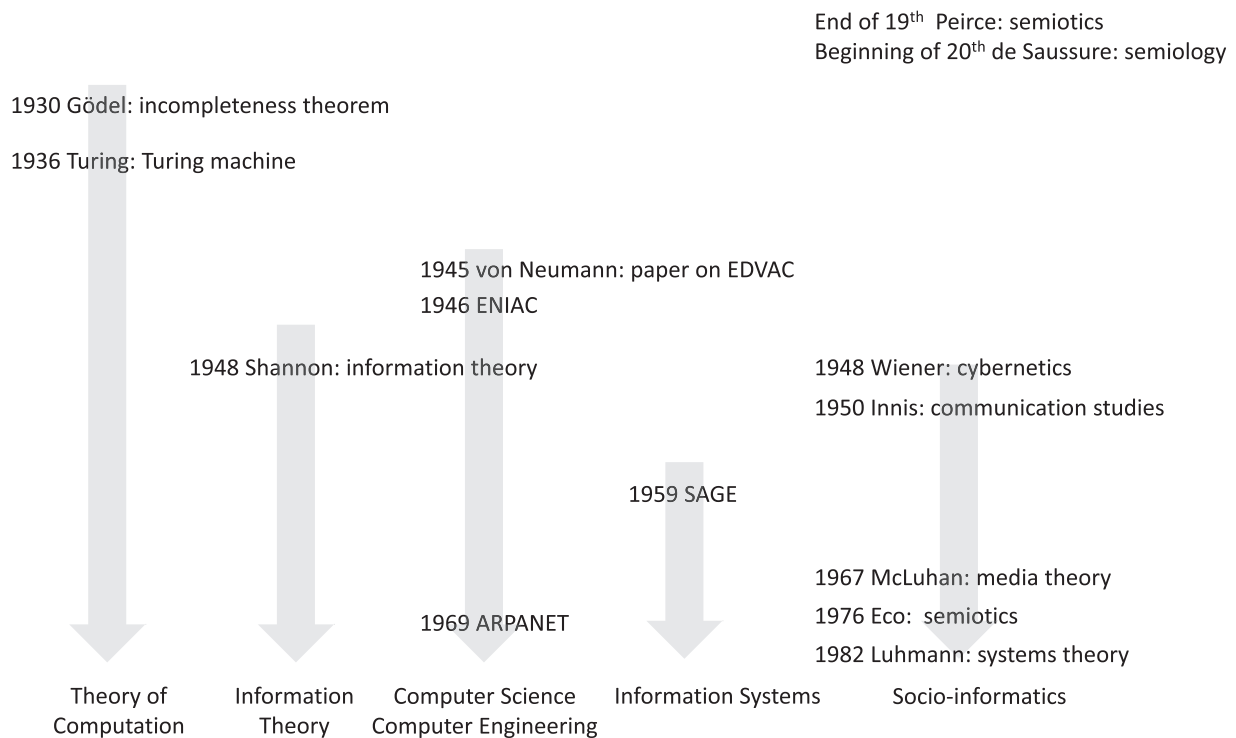 End of 19th Peirce: semiotics
Beginning of 20th de Saussure: semiology
1930 Gödel: incompleteness theorem
1936 Turing: Turing machine
1945 von Neumann: paper on EDVAC
1946 ENIAC
1948 Shannon: information theory
1948 Wiener: cybernetics
1950 Innis: communication studies
1959 SAGE
1967 McLuhan: media theory
1969 ARPANET
1976 Eco: semiotics
1982 Luhmann: systems theory
Theory of
Computation
Information
Theory
Computer Science
Computer Engineering
Information Systems
Socio-informatics